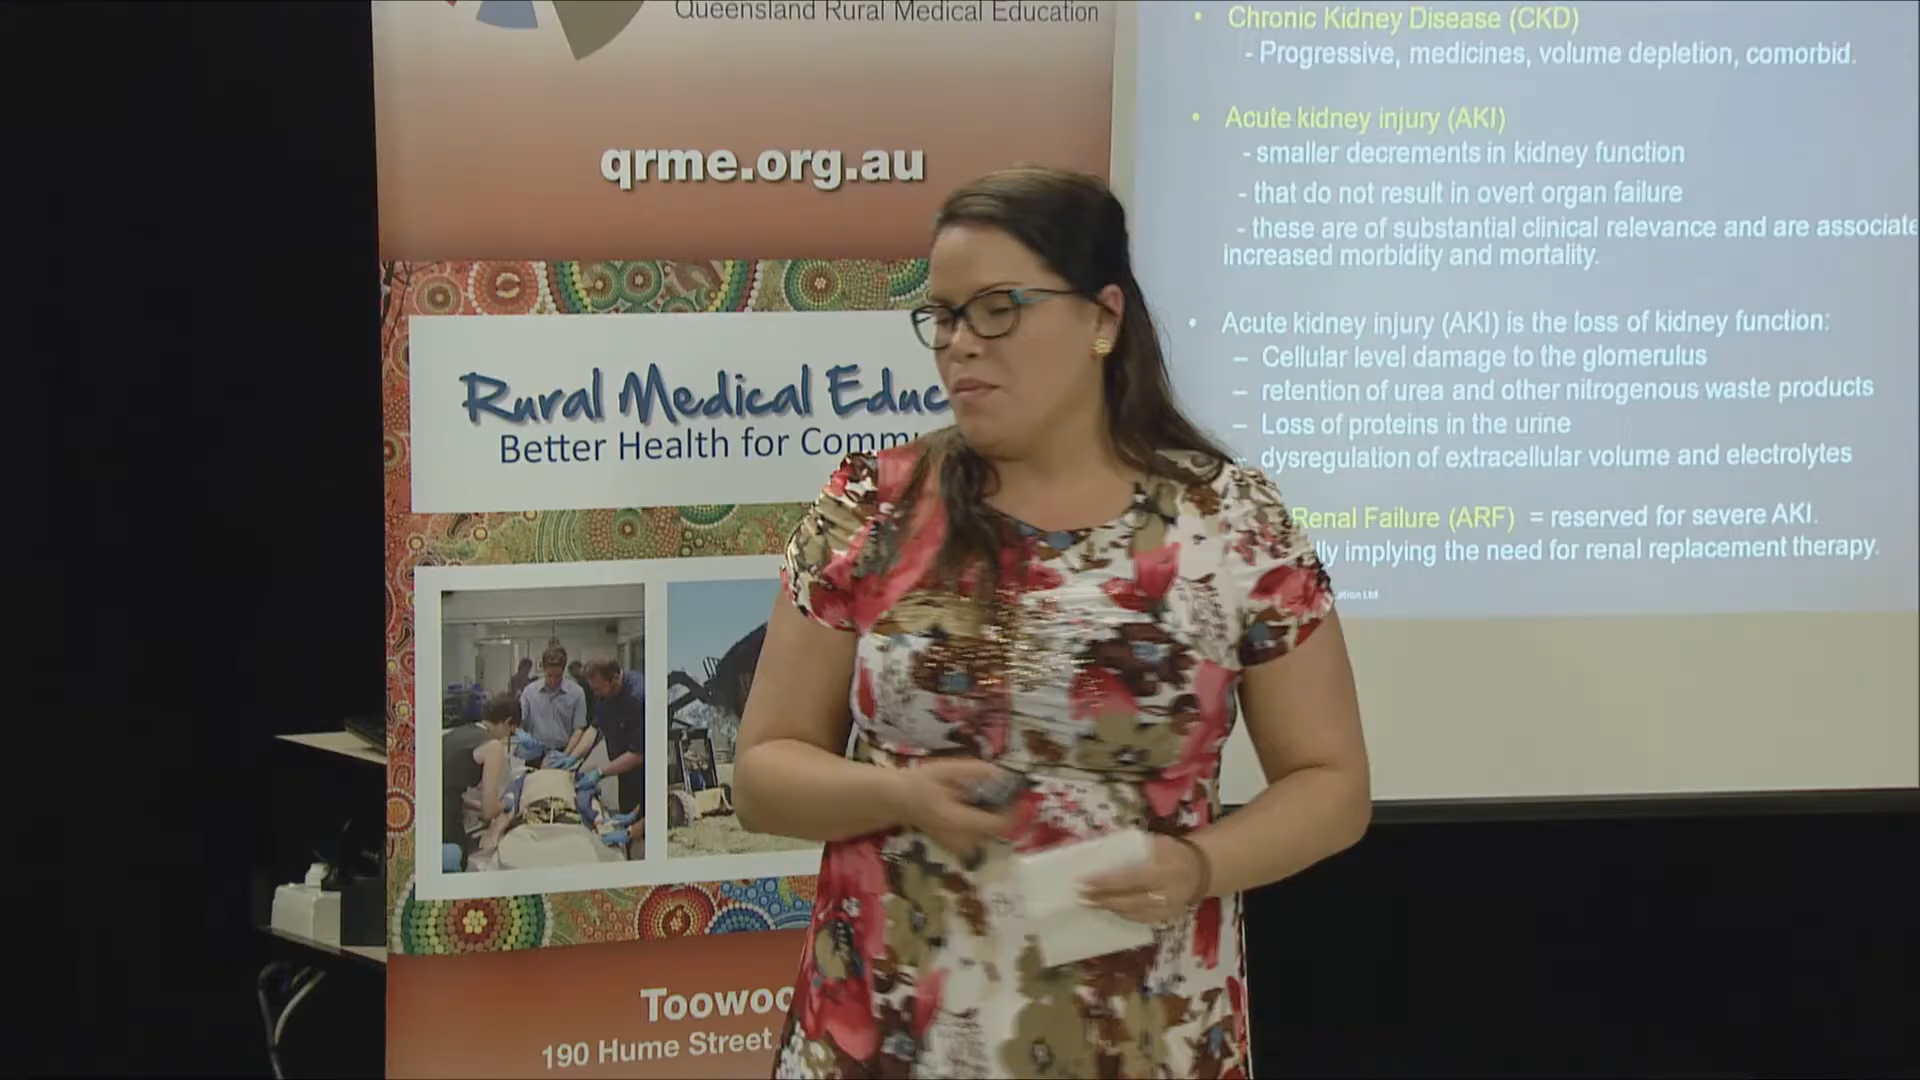 Queensland Rural Medical Education
qrme.org.au
Rural Medical Educ
Better Health for Comm
Toowoo
190 Hume Street
• Chronic Kidney Disease (CKD)
- Progressive, medicines, volume depletion, comorbid.
• Acute kidney injury (AKI)
- smaller decrements in kidney function
- that do not result in overt organ failure
- these are of substantial clinical relevance and are associate
increased morbidity and mortality.
• Acute kidney injury (AKI) is the loss of kidney function:
– Cellular level damage to the glomerulus
– retention of urea and other nitrogenous waste products
– Loss of proteins in the urine
– dysregulation of extracellular volume and electrolytes
Renal Failure (ARF) = reserved for severe AKI.
lly implying the need for renal replacement therapy.
ation Ltd